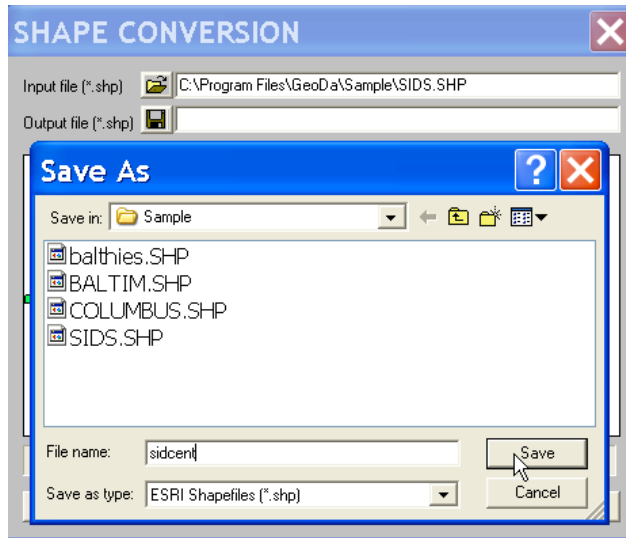 SHAPE CONVERSION
Input file (*.shp) C:\Program Files\GeoDa\Sample\SIDS.SHP
Output file (*.shp)
Save As
Save in: Sample
balthies.SHP
BALTIM.SHP
COLUMBUS.SHP
SIDS.SHP
File name: sidcent Save
Save as type: ESRI Shapefiles (*.shp) Cancel